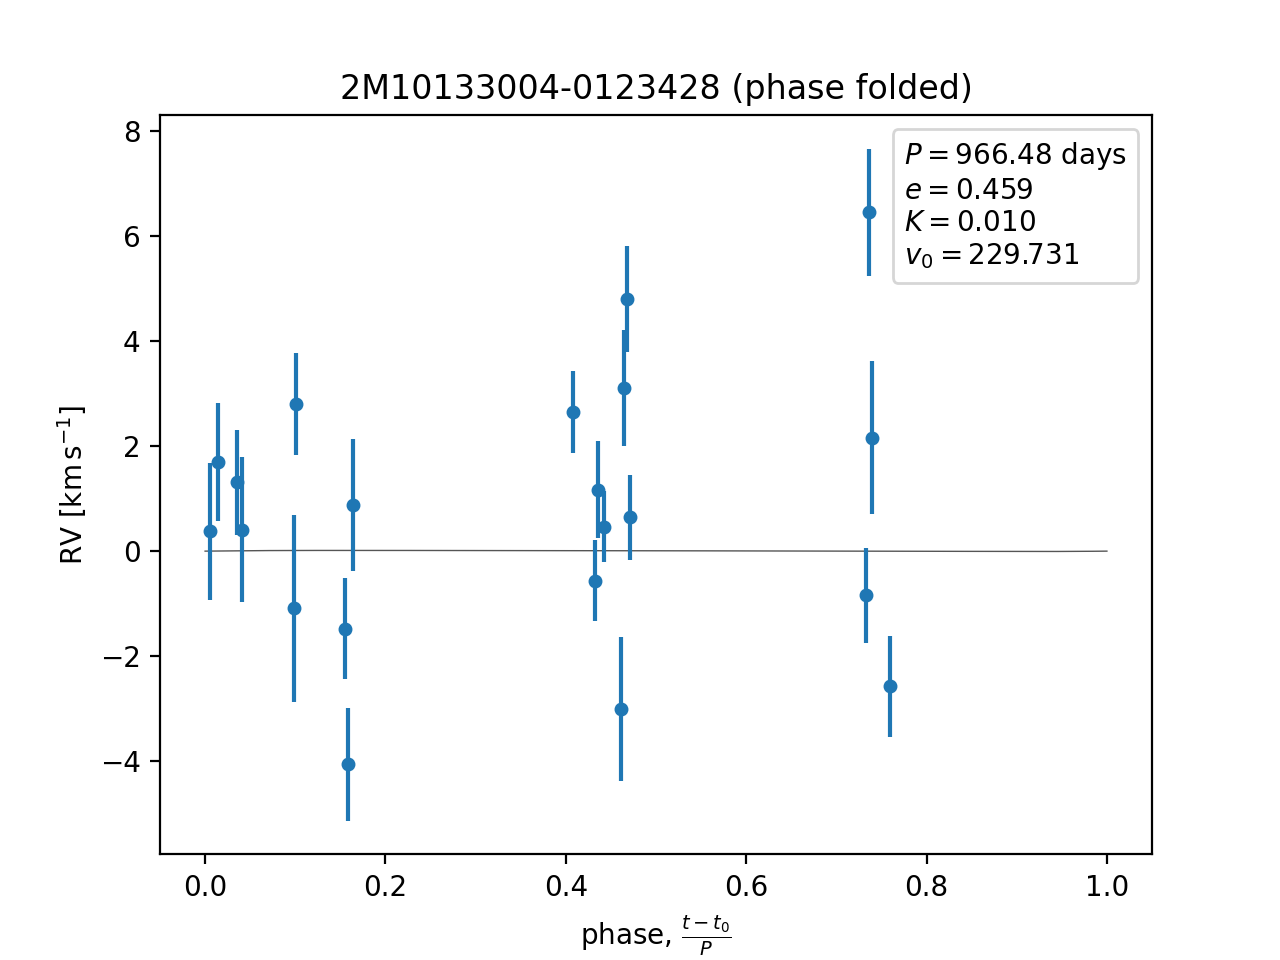 2M10133004-0123428 (phase folded)
P = 966.48 days
e = 0.459
K = 0.010
v₀ = 229.731
8
6
4
2
0
−2
−4
RV [km s⁻¹]
0.0 0.2 0.4 0.6 0.8 1.0
phase, (t − t₀)/P